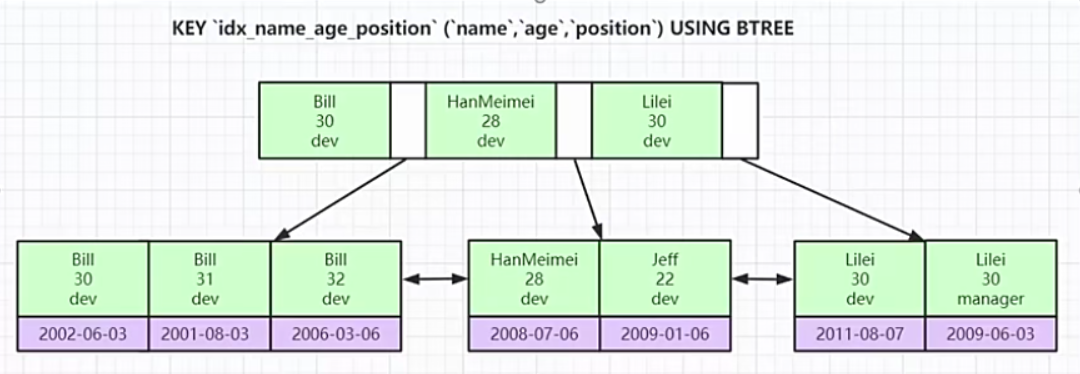 KEY `idx_name_age_position` (`name`,`age`,`position`) USING BTREE
Bill
30
dev
HanMeimei
28
dev
Lilei
30
dev
Bill
30
dev
2002-06-03
Bill
31
dev
2001-08-03
Bill
32
dev
2006-03-06
HanMeimei
28
dev
2008-07-06
Jeff
22
dev
2009-01-06
Lilei
30
dev
2011-08-07
Lilei
30
manager
2009-06-03